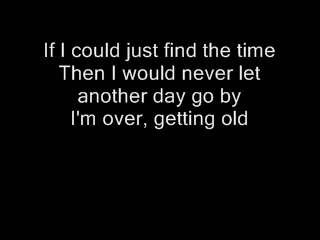 If I could just find the time
Then I would never let
another day go by
I'm over, getting old